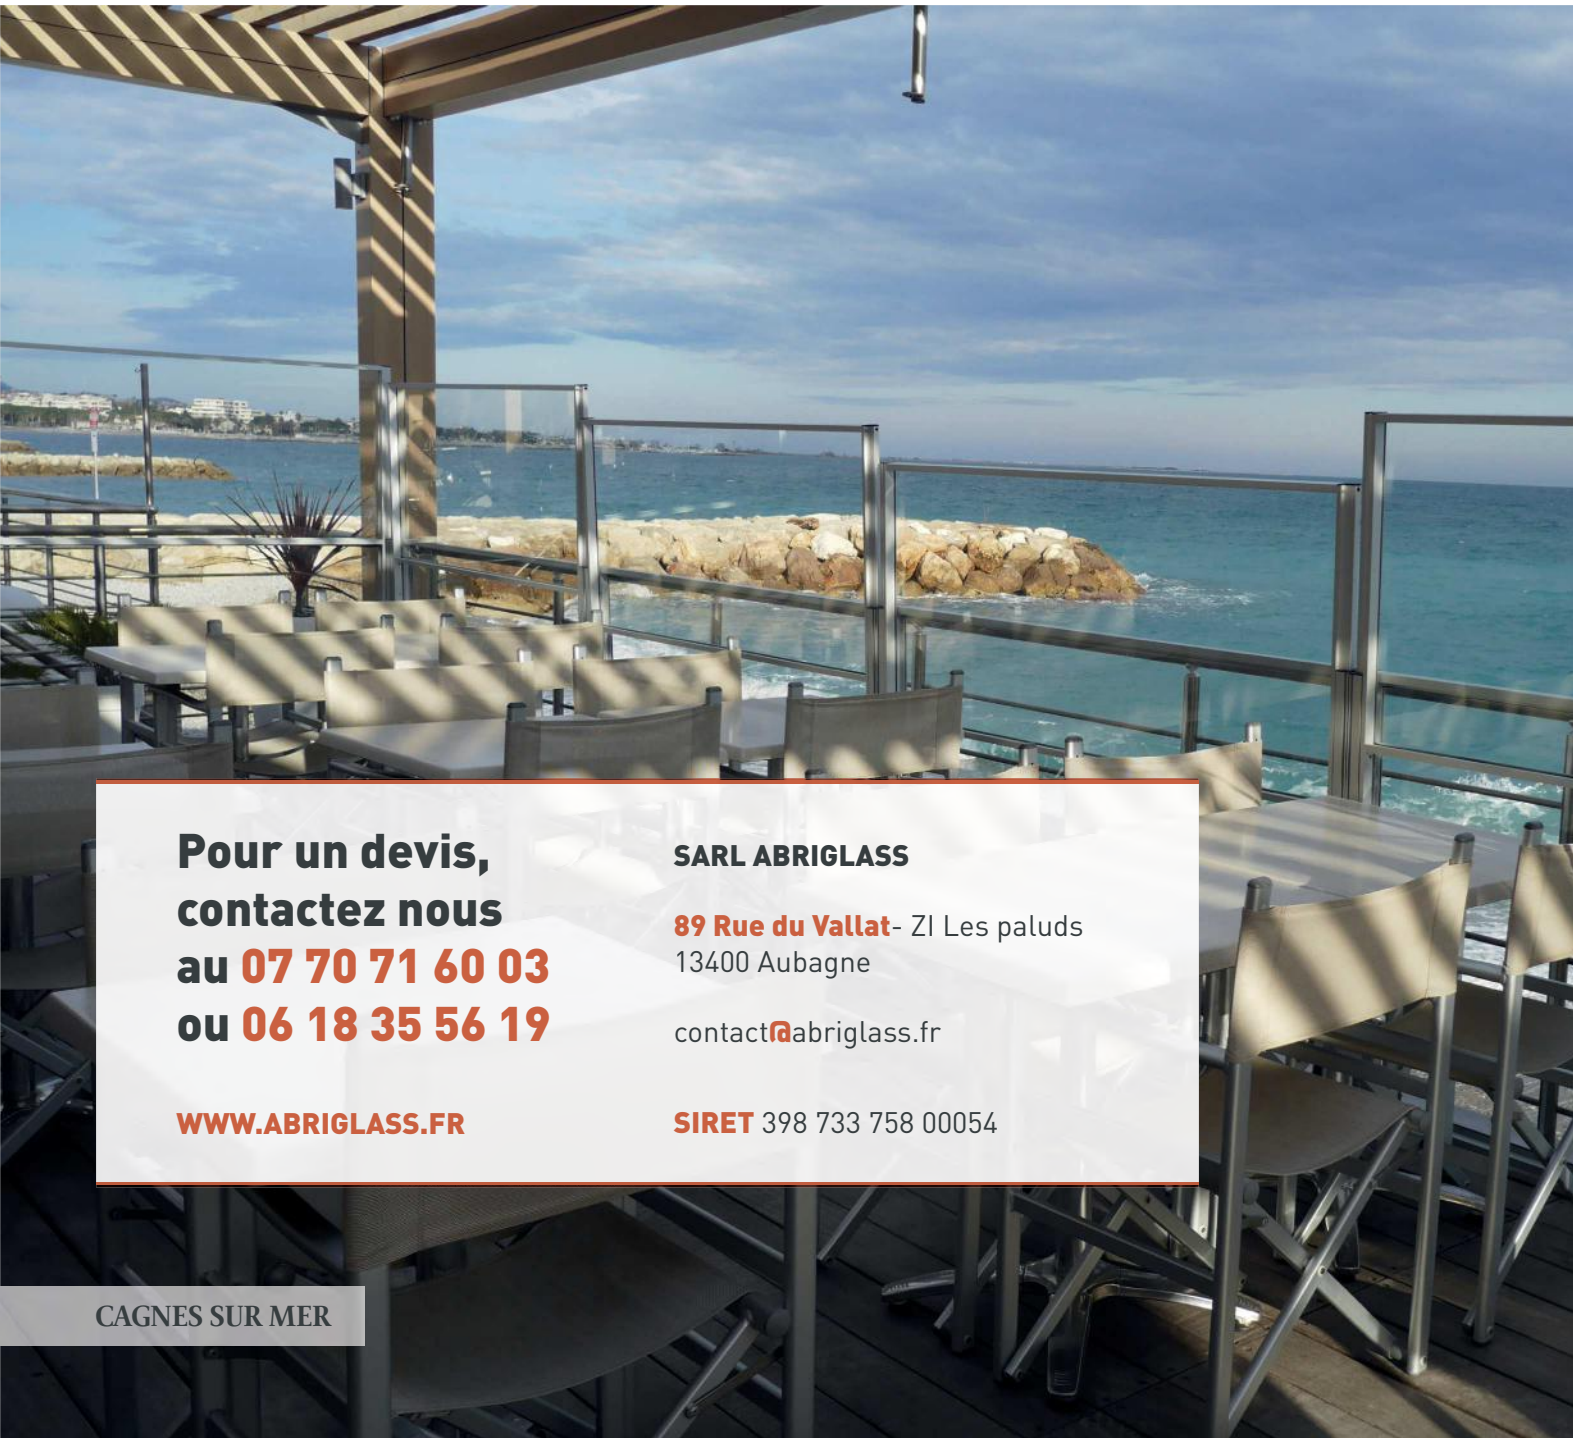 Pour un devis,
contactez nous
au 07 70 71 60 03
ou 06 18 35 56 19
WWW.ABRIGLASS.FR
SARL ABRIGLASS
89 Rue du Vallat- ZI Les paluds
13400 Aubagne
contact@abriglass.fr
SIRET 398 733 758 00054
CAGNES SUR MER